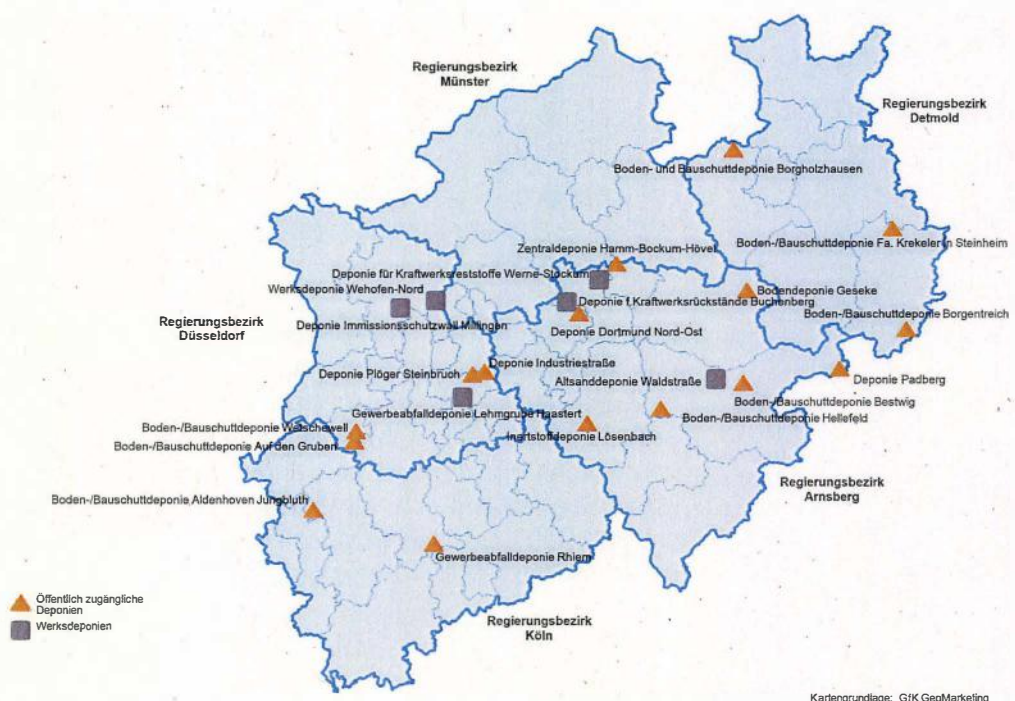 Regierungsbezirk
Münster
Regierungsbezirk
Detmold
Boden- und Bauschuttdeponie Borgholzhausen
Boden-/Bauschuttdeponie Fa. Krekeler in Steinheim
Zentraldeponie Hamm-Bockum-Hövel
Deponie für Kraftwerksreststoffe Werne-Stockum
Werksdeponie Wehofen-Nord
Bodendeponie Geseke
Deponie f.Kraftwerksrückstände Buchenberg
Boden-/Bauschuttdeponie Borgentreich
Regierungsbezirk
Düsseldorf
Deponie Immissionsschutzwall Millingen
Deponie Dortmund Nord-Ost
Deponie Industriestraße
Deponie Plöger Steinbruch
Altsanddeponie Waldstraße
Deponie Padberg
Boden-/Bauschuttdeponie Bestwig
Gewerbeabfalldeponie Lehmgrube Haastert
Boden-/Bauschuttdeponie Hellefeld
Boden-/Bauschuttdeponie Wetschewell
Inertstoffdeponie Lösenbach
Boden-/Bauschuttdeponie Auf den Gruben
Regierungsbezirk
Arnsberg
Boden-/Bauschuttdeponie Aldenhoven Jungbluth
Gewerbeabfalldeponie Rhiem
Öffentlich zugängliche
Deponien
Werksdeponien
Regierungsbezirk
Köln
Kartengrundlage: GfK GeoMarketing